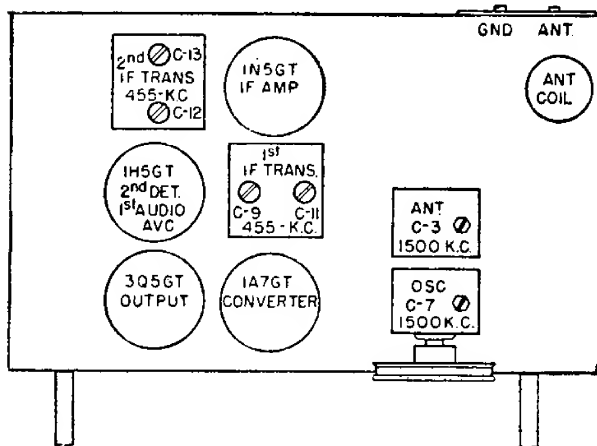 GND ANT.
2nd C-13
IF TRANS
455-K.C
C-12
1N5GT
IF AMP
ANT
COIL
1H5GT
2nd DET.
1st AUDIO
AVC
1st
IF TRANS.
C-9 C-11
455-K.C.
ANT
C-3
1500 K.C.
3Q5GT
OUTPUT
1A7GT
CONVERTER
OSC
C-7
1500 K.C.